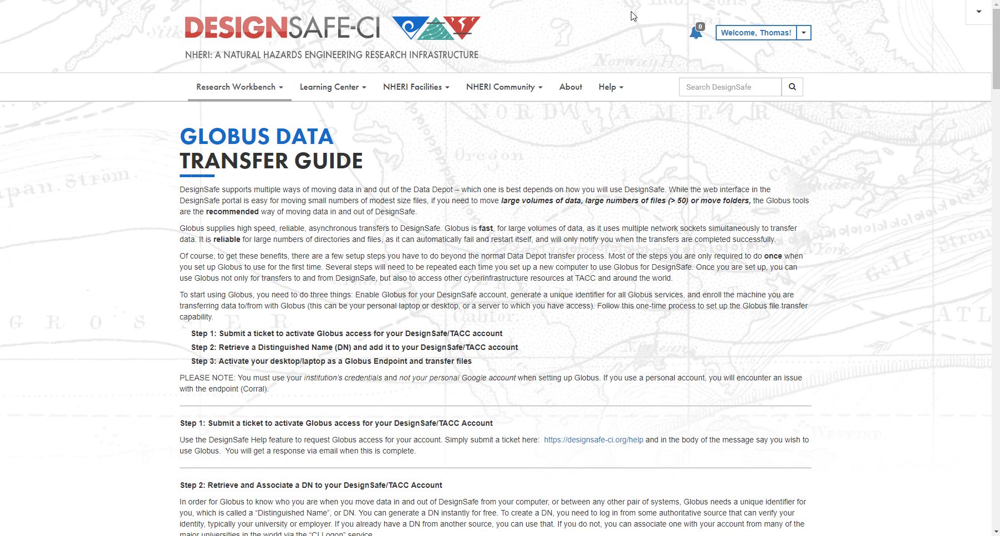 DESIGNSAFE-CI
NHERI: A NATURAL HAZARDS ENGINEERING RESEARCH INFRASTRUCTURE
0
Welcome, Thomas!
Research Workbench
Learning Center
NHERI Facilities
NHERI Community
About
Help
Search DesignSafe
GLOBUS DATA
TRANSFER GUIDE
DesignSafe supports multiple ways of moving data in and out of the Data Depot – which one is best depends on how you will use DesignSafe. While the web interface in the
DesignSafe portal is easy for moving small numbers of modest size files, if you need to move large volumes of data, large numbers of files (> 50) or move folders, the Globus tools
are the recommended way of moving data in and out of DesignSafe.
Globus supplies high speed, reliable, asynchronous transfers to DesignSafe. Globus is fast, for large volumes of data, as it uses multiple network sockets simultaneously to transfer
data. It is reliable for large numbers of directories and files, as it can automatically fail and restart itself, and will only notify you when the transfers are completed successfully.
Of course, to get these benefits, there are a few setup steps you have to do beyond the normal Data Depot transfer process. Most of the steps you are only required to do once when
you set up Globus to use for the first time. Several steps will need to be repeated each time you set up a new computer to use Globus for DesignSafe. Once you are set up, you can
use Globus not only for transfers to and from DesignSafe, but also to access other cyberinfrastructure resources at TACC and around the world.
To start using Globus, you need to do three things: Enable Globus for your DesignSafe account, generate a unique identifier for all Globus services, and enroll the machine you are
transferring data to/from with Globus (this can be your personal laptop or desktop, or a server to which you have access). Follow this one-time process to set up the Globus file transfer
capability.
Step 1: Submit a ticket to activate Globus access for your DesignSafe/TACC account
Step 2: Retrieve a Distinguished Name (DN) and add it to your DesignSafe/TACC account
Step 3: Activate your desktop/laptop as a Globus Endpoint and transfer files
PLEASE NOTE: You must use your institution's credentials and not your personal Google account when setting up Globus. If you use a personal account, you will encounter an issue
with the endpoint (Corral).
Step 1: Submit a ticket to activate Globus access for your DesignSafe/TACC Account
Use the DesignSafe Help feature to request Globus access for your account. Simply submit a ticket here: https://designsafe-ci.org/help and in the body of the message say you wish to
use Globus. You will get a response via email when this is complete.
Step 2: Retrieve and Associate a DN to your DesignSafe/TACC Account
In order for Globus to know who you are when you move data in and out of DesignSafe from your computer, or between any other pair of systems, Globus needs a unique identifier for
you, which is called a “Distinguished Name”, or DN. You can generate a DN instantly for free. To create a DN, you need to log in from some authoritative source that can verify your
identity, typically your university or employer. If you already have a DN from another source, you can use that. If you do not, you can associate one with your account from many of the
major universities in the world via the “CI Logon” service.